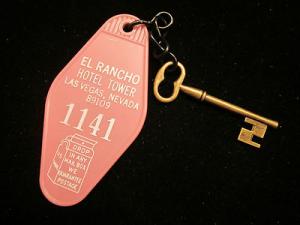 EL RANCHO
HOTEL TOWER
LAS VEGAS, NEVADA
89109
1141
DROP
IN ANY
MAIL BOX
WE
GUARANTEE
POSTAGE